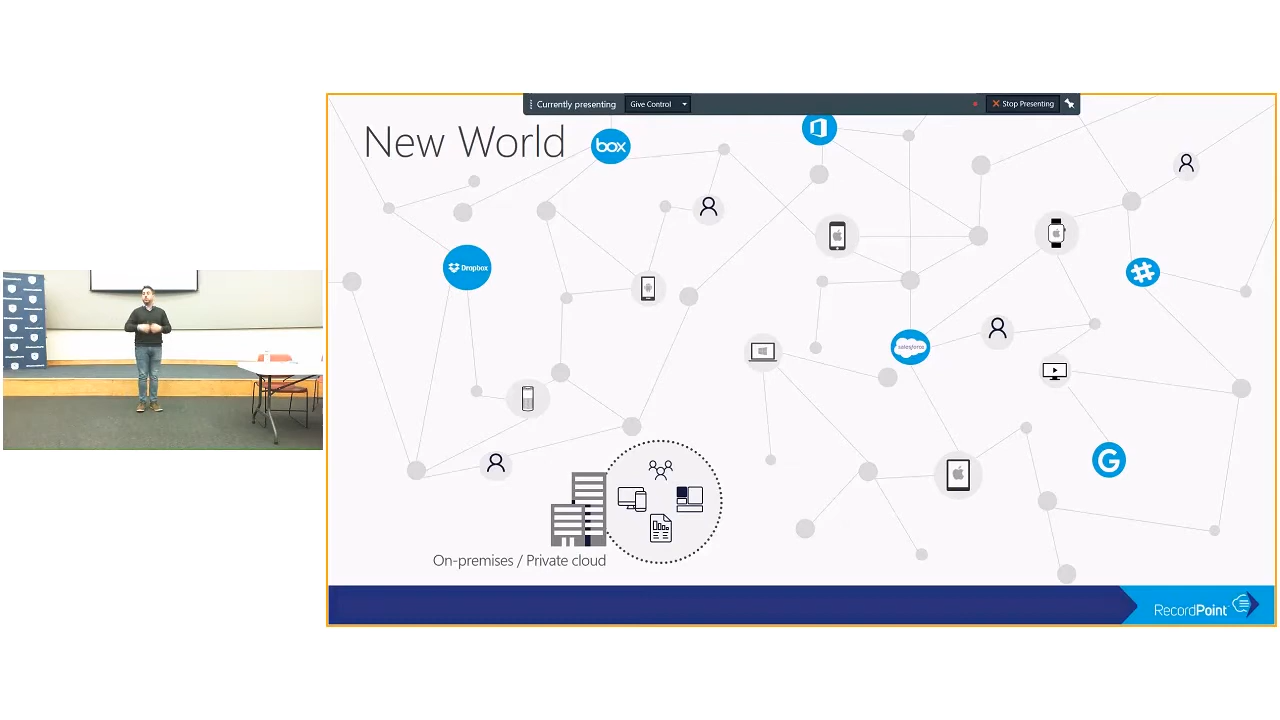 Currently presenting
Give Control
Stop Presenting
New World
box
Dropbox
salesforce
G
On-premises / Private cloud
RecordPoint